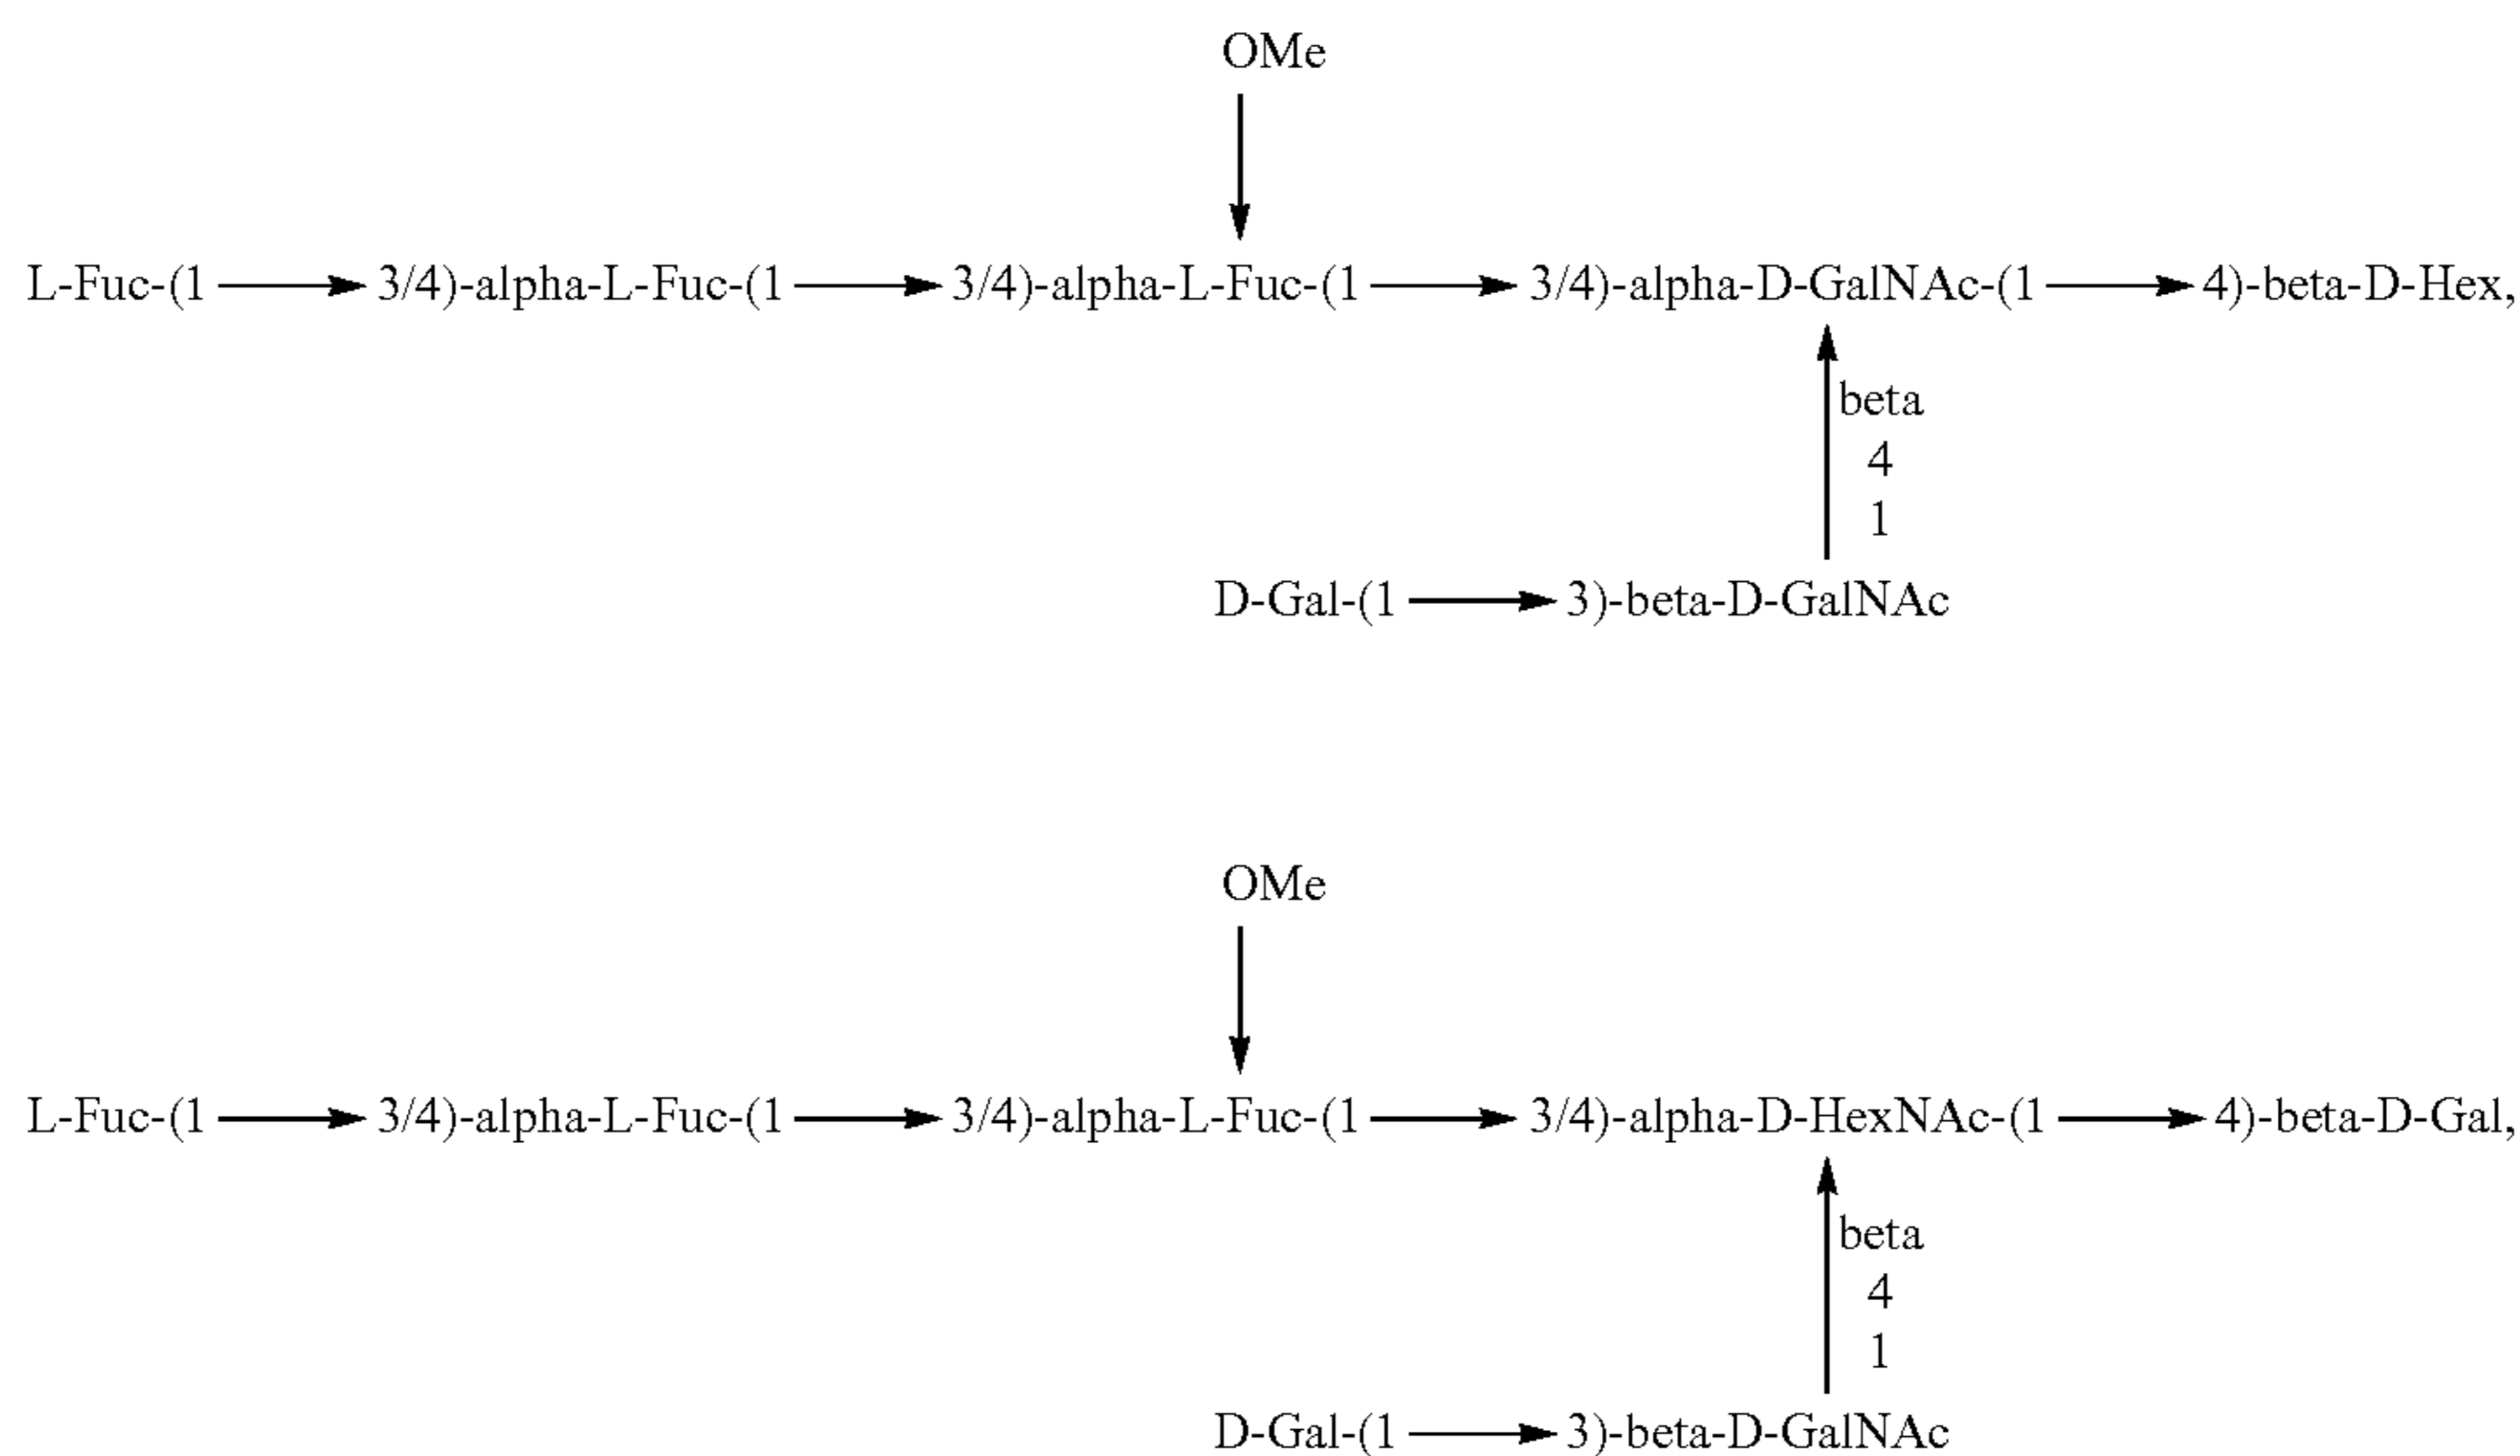 OMe
L-Fuc-(1 ⟶ 3/4)-alpha-L-Fuc-(1 ⟶ 3/4)-alpha-L-Fuc-(1 ⟶ 3/4)-alpha-D-GalNAc-(1 ⟶ 4)-beta-D-Hex,
beta
4
1
D-Gal-(1 ⟶ 3)-beta-D-GalNAc
OMe
L-Fuc-(1 ⟶ 3/4)-alpha-L-Fuc-(1 ⟶ 3/4)-alpha-L-Fuc-(1 ⟶ 3/4)-alpha-D-HexNAc-(1 ⟶ 4)-beta-D-Gal,
beta
4
1
D-Gal-(1 ⟶ 3)-beta-D-GalNAc